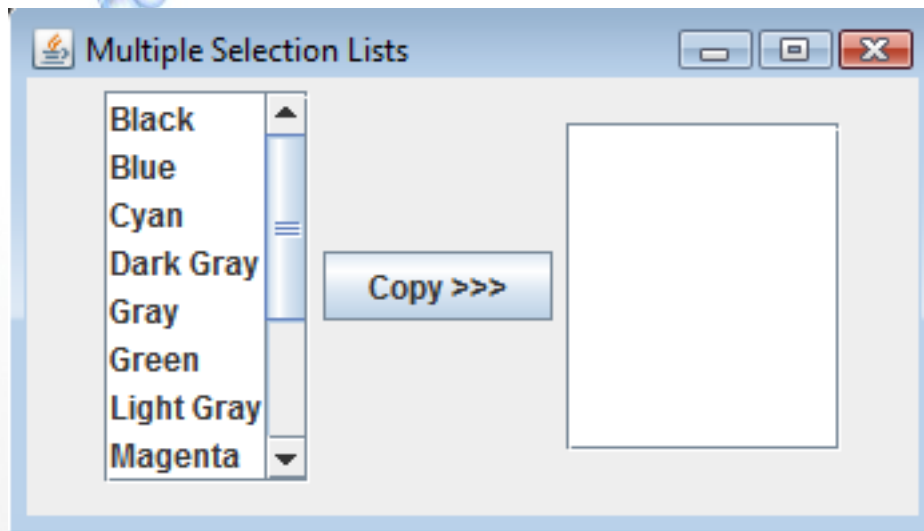 Multiple Selection Lists
Black
Blue
Cyan
Dark Gray
Gray
Green
Light Gray
Magenta
Copy >>>